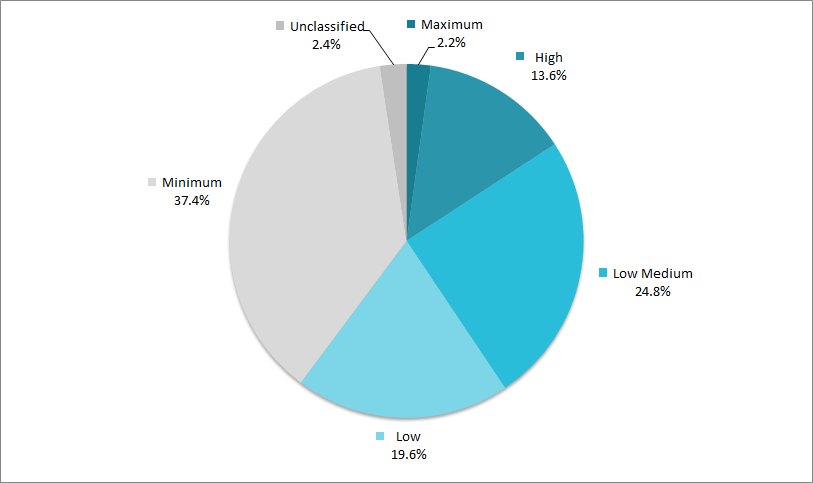 Unclassified
2.4%
Maximum
2.2%
High
13.6%
Minimum
37.4%
Low Medium
24.8%
Low
19.6%